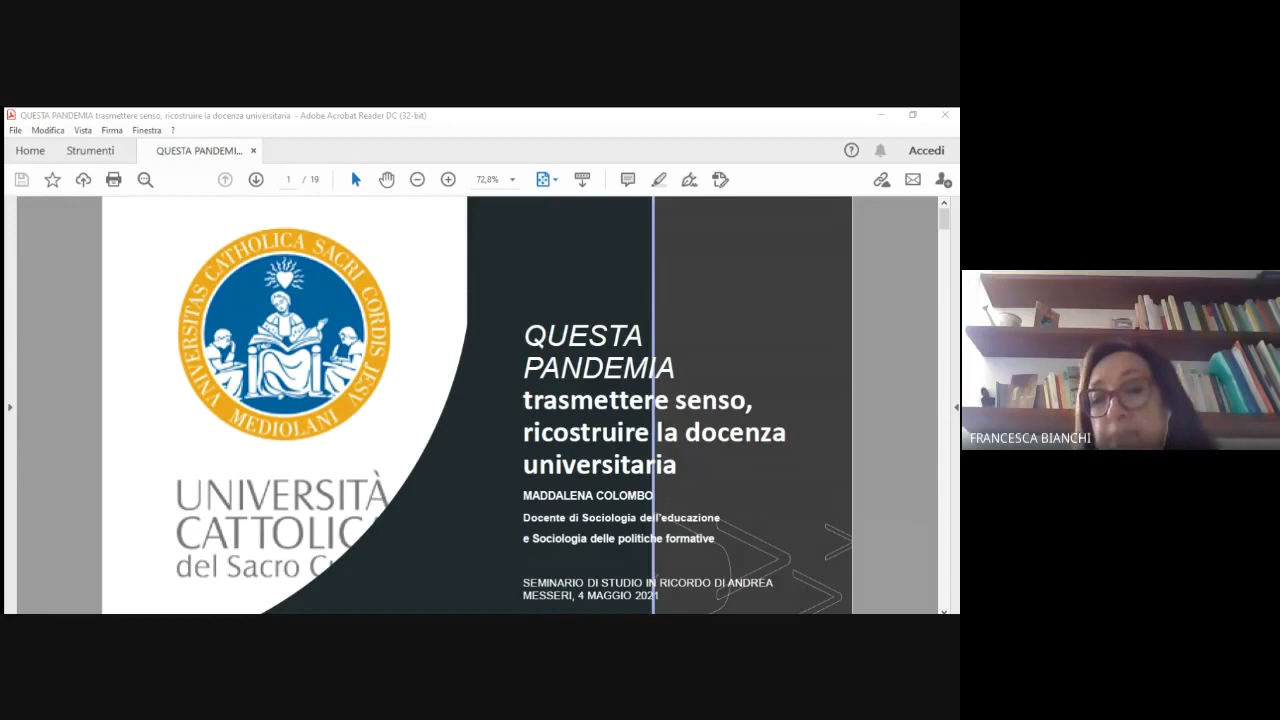 QUESTA PANDEMIA trasmettere senso, ricostruire la docenza universitaria - Adobe Acrobat Reader DC (32-bit)
File Modifica Vista Firma Finestra ?
Home Strumenti QUESTA PANDEMI... × Accedi
1 / 19 72,8%
UNIVERSITAS CATHOLICA SACRI CORDIS JESV
MEDIOLANI
UNIVERSITÀ
CATTOLIC
del Sacro C
QUESTA
PANDEMIA
trasmettere senso,
ricostruire la docenza
universitaria
MADDALENA COLOMBO
Docente di Sociologia dell'educazione
e Sociologia delle politiche formative
SEMINARIO DI STUDIO IN RICORDO DI ANDREA
MESSERI, 4 MAGGIO 2021
FRANCESCA BIANCHI